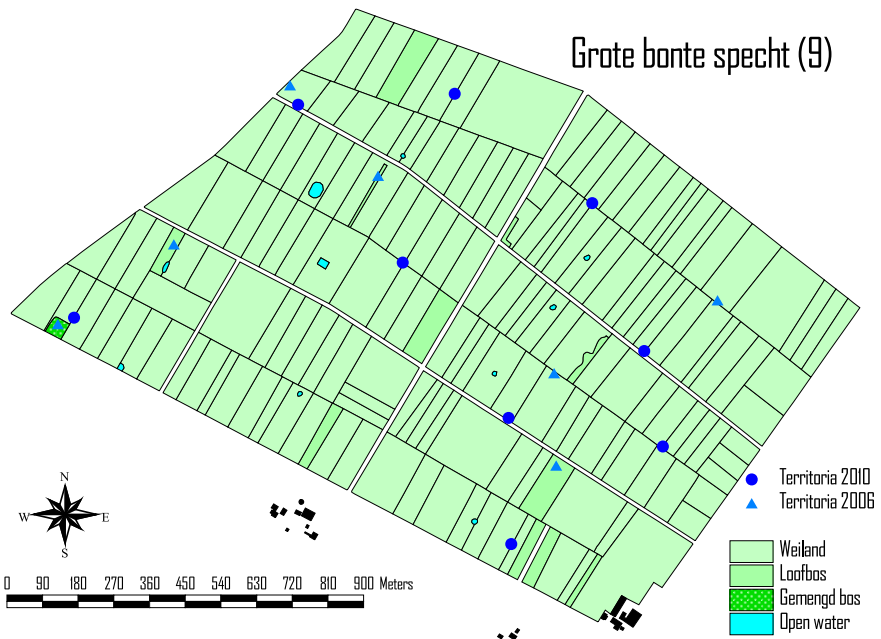 Grote bonte specht (9)
N
W E
S
Territoria 2010
Territoria 2006
0 90 180 270 360 450 540 630 720 810 900 Meters
Weiland
Loofbos
Gemengd bos
Open water